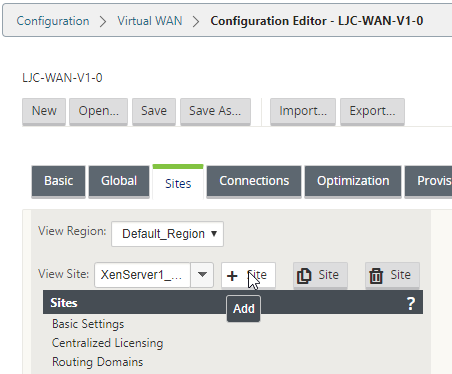 Configuration > Virtual WAN > Configuration Editor - LJC-WAN-V1-0
LJC-WAN-V1-0
New Open... Save Save As... Import... Export...
Basic Global Sites Connections Optimization Provis
View Region: Default_Region
View Site: XenServer1_... + Site Site Site
Sites ?
Add
Basic Settings
Centralized Licensing
Routing Domains